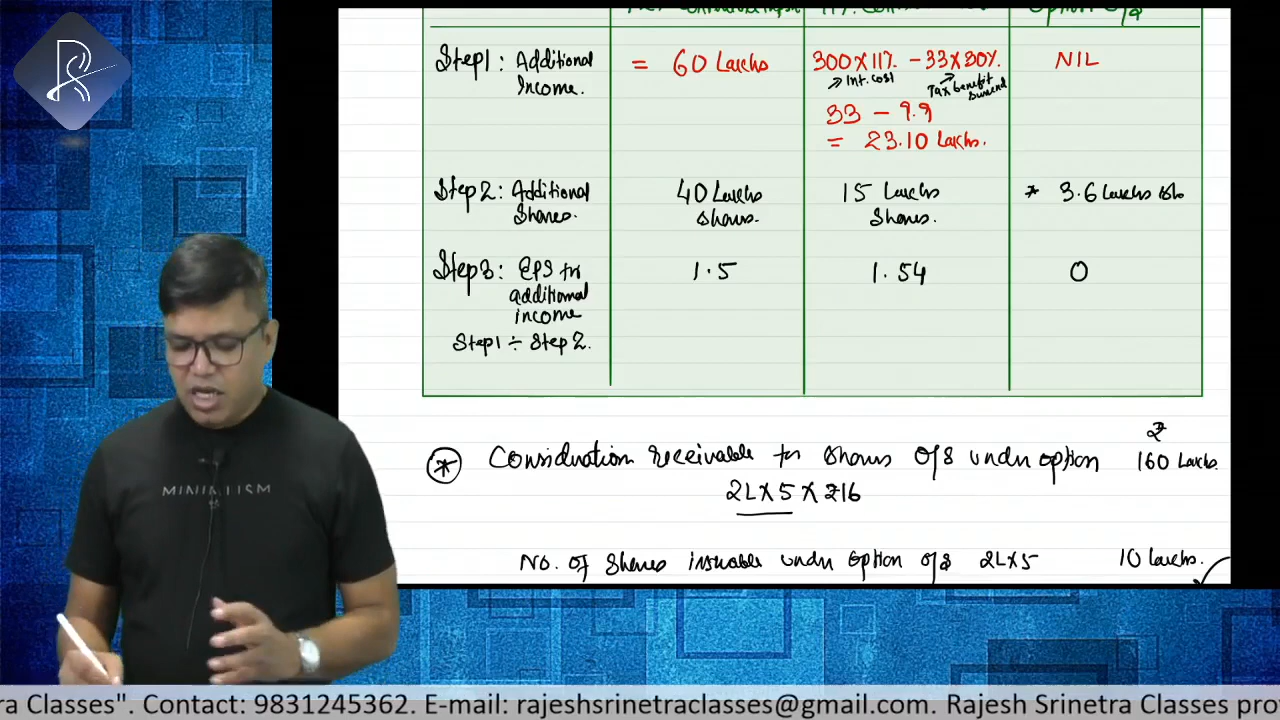 Step1: Additional Income. = 60 Lakhs 300 X 11% - 33 X 30% NIL
Int. cost Tax benefit
33 - 9.9
= 23.10 Lakhs.
Step2: Additional Shares. 40 Lakhs Shares. 15 Lakhs Shares. * 3.6 Lakhs
Step3: EPS for additional income 1.5 1.54 0
Step1 ÷ Step2.
₹
* Consideration receivable for shares o/s under option 160 Lakhs.
2L X 5 X ₹16
No. of Shares issuable under option o/s 2L X 5 10 Lakhs.
MINIMALISM
ra Classes". Contact: 9831245362. E-mail: rajeshsrinetraclasses@gmail.com. Rajesh Srinetra Classes pro